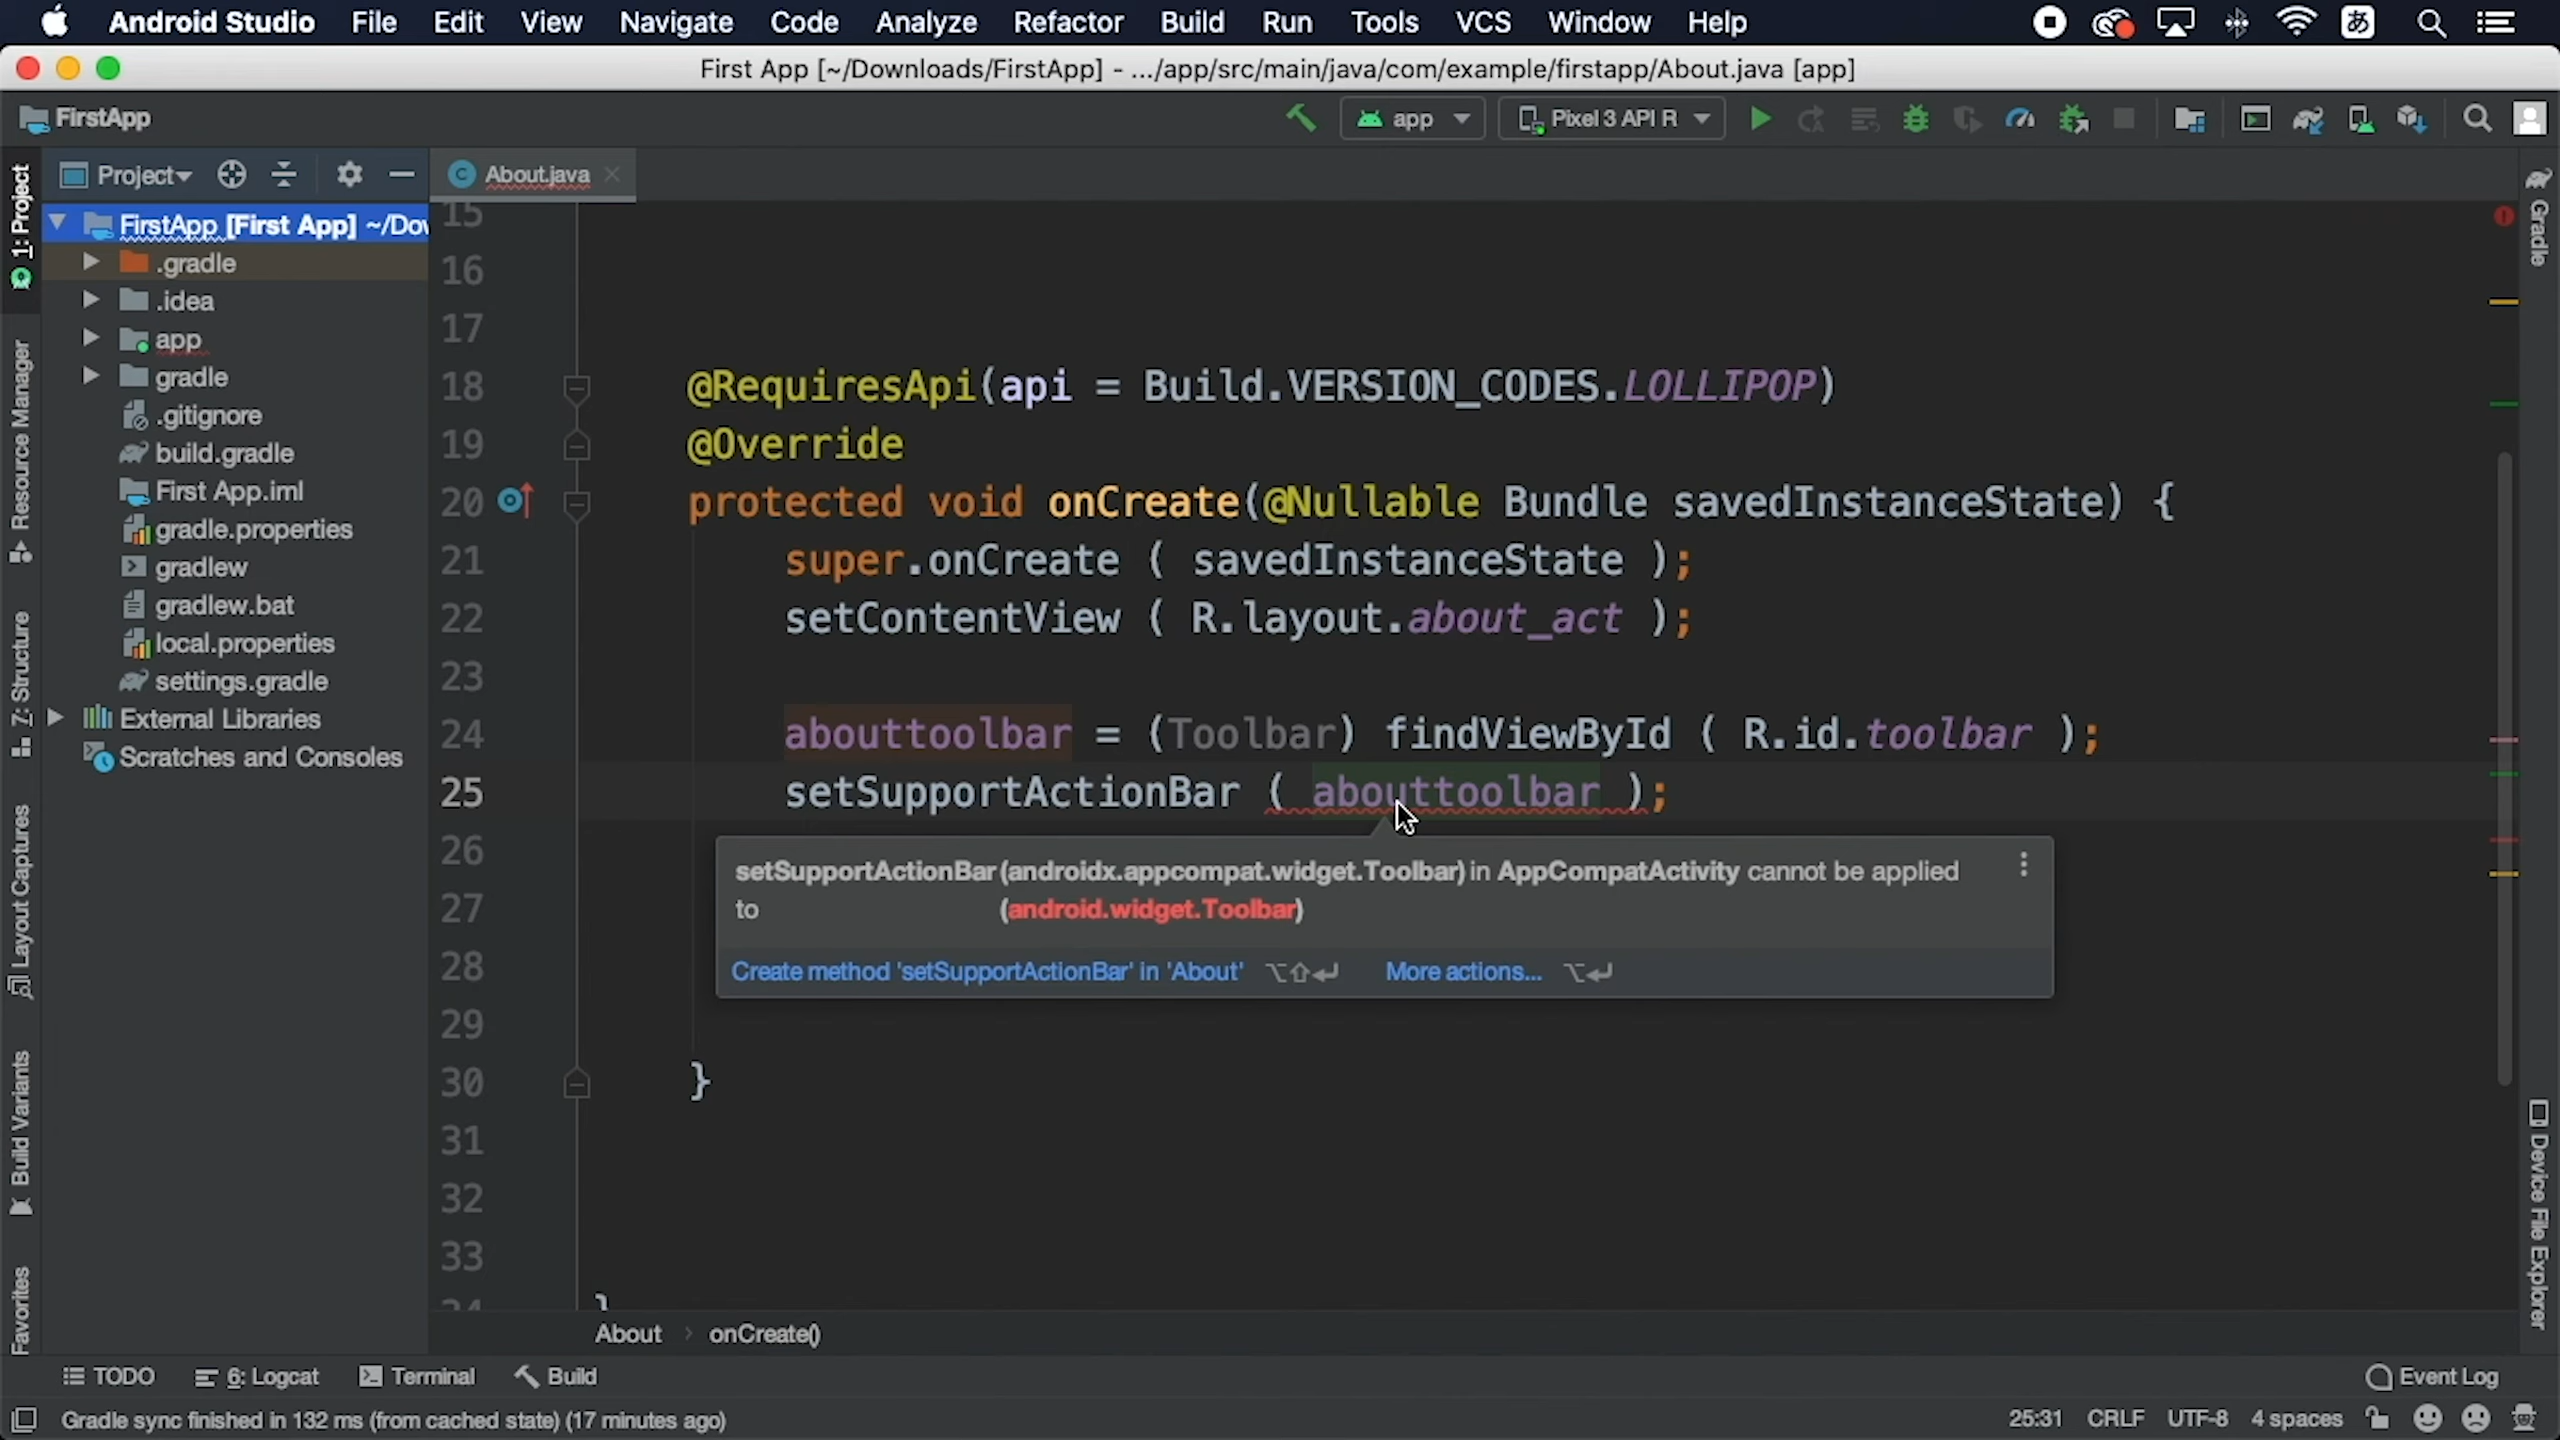 Android Studio File Edit View Navigate Code Analyze Refactor Build Run Tools VCS Window Help あ
First App [~/Downloads/FirstApp] - .../app/src/main/java/com/example/firstapp/About.java [app]
FirstApp app Pixel 3 API R
1: Project
Resource Manager
7: Structure
Layout Captures
Build Variants
Favorites
Project
FirstApp [First App] ~/Dov
.gradle
.idea
app
gradle
.gitignore
build.gradle
First App.iml
gradle.properties
gradlew
gradlew.bat
local.properties
settings.gradle
External Libraries
Scratches and Consoles
About.java
15
16
17
18 @RequiresApi(api = Build.VERSION_CODES.LOLLIPOP)
19 @Override
20 protected void onCreate(@Nullable Bundle savedInstanceState) {
21 super.onCreate ( savedInstanceState );
22 setContentView ( R.layout.about_act );
23
24 abouttoolbar = (Toolbar) findViewById ( R.id.toolbar );
25 setSupportActionBar ( abouttoolbar );
26
27
28
29
30 }
31
32
33
34 }
setSupportActionBar (androidx.appcompat.widget.Toolbar) in AppCompatActivity cannot be applied
to (android.widget.Toolbar)
Create method 'setSupportActionBar' in 'About' ⌥⇧↩ More actions... ⌥↩
About › onCreate()
Gradle
Device File Explorer
TODO 6: Logcat Terminal Build Event Log
Gradle sync finished in 132 ms (from cached state) (17 minutes ago) 25:31 CRLF UTF-8 4 spaces